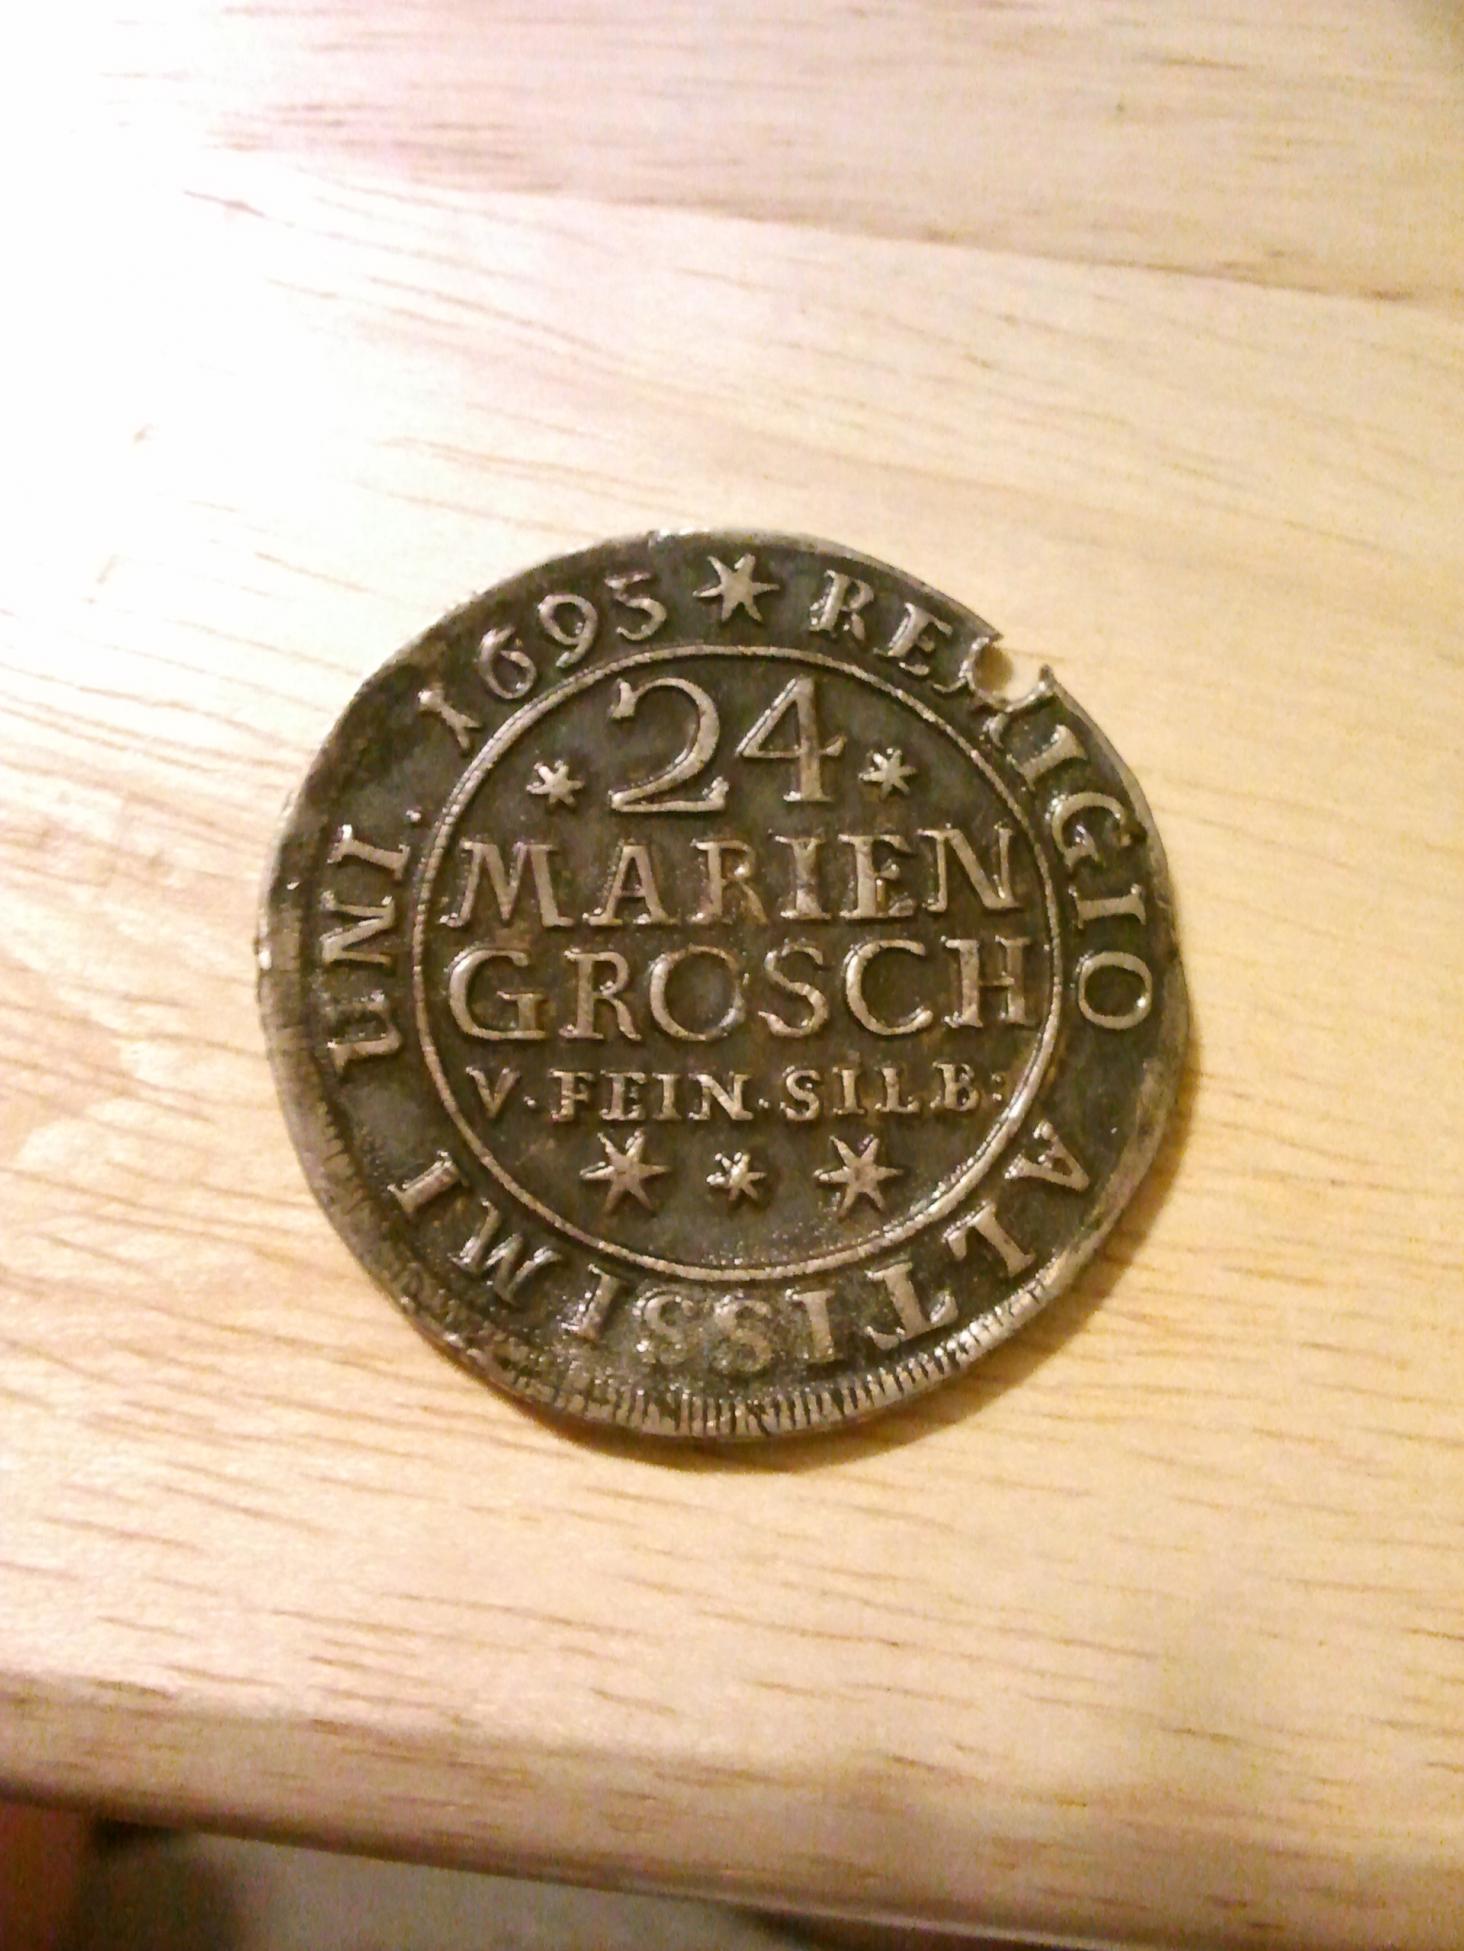 24
MARIEN
GROSCH
V·FEIN·SILB:
RELIGIO ALTISSIMI UNI. 1695